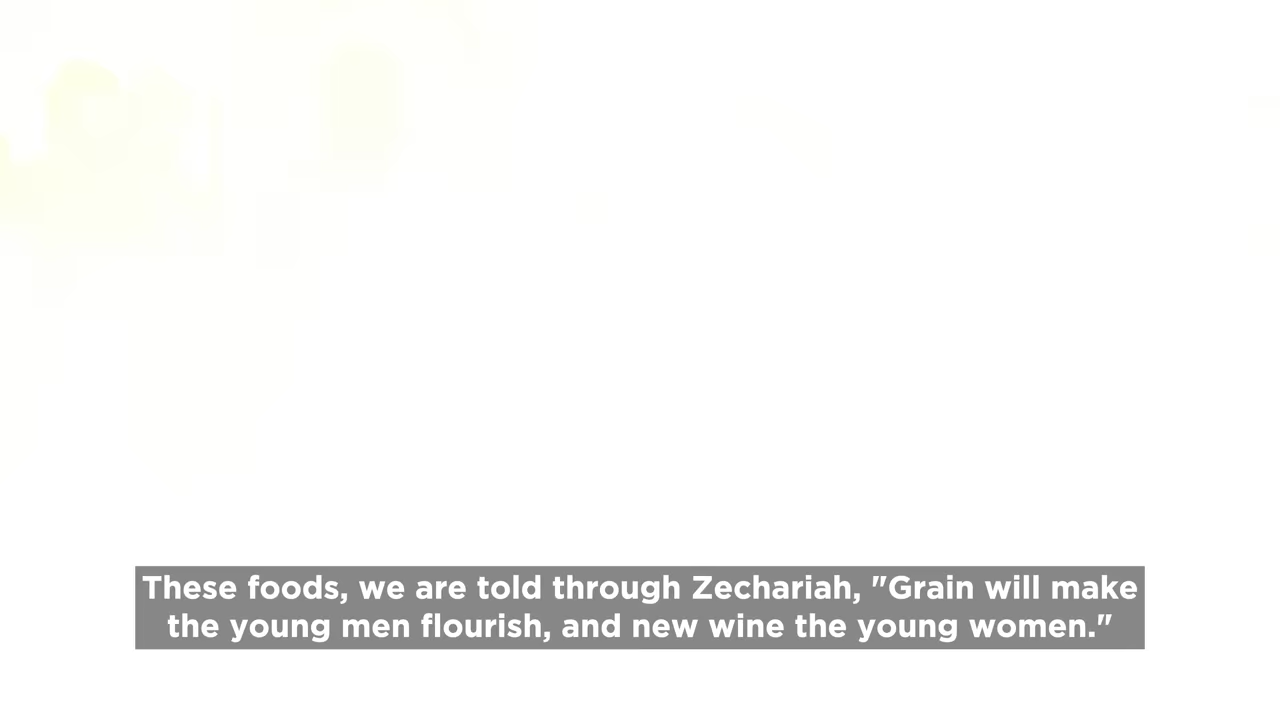 These foods, we are told through Zechariah, "Grain will make
the young men flourish, and new wine the young women."